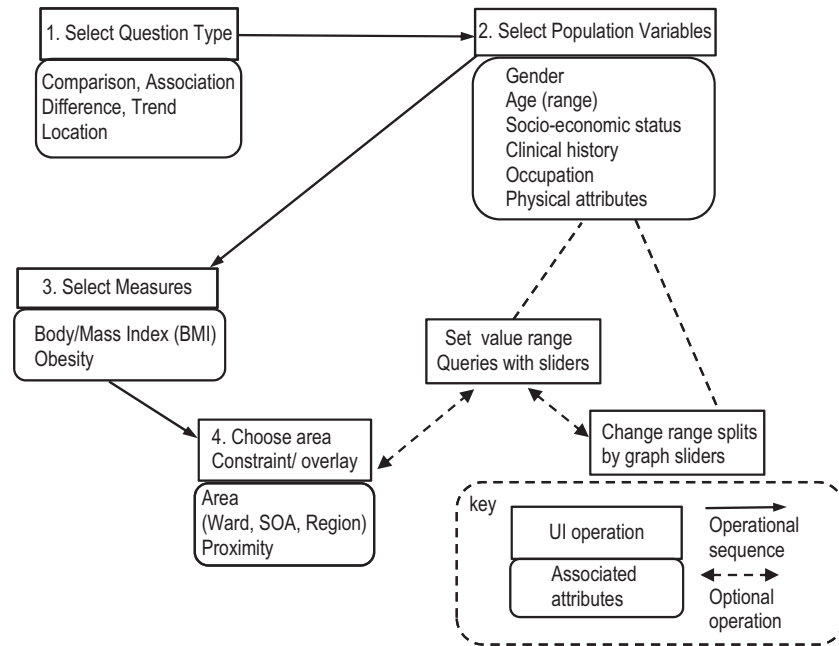 1. Select Question Type
Comparison, Association
Difference, Trend
Location
2. Select Population Variables
Gender
Age (range)
Socio-economic status
Clinical history
Occupation
Physical attributes
3. Select Measures
Body/Mass Index (BMI)
Obesity
Set value range
Queries with sliders
4. Choose area
Constraint/ overlay
Area
(Ward, SOA, Region)
Proximity
Change range splits
by graph sliders
key
UI operation
Associated
attributes
Operational
sequence
Optional
operation